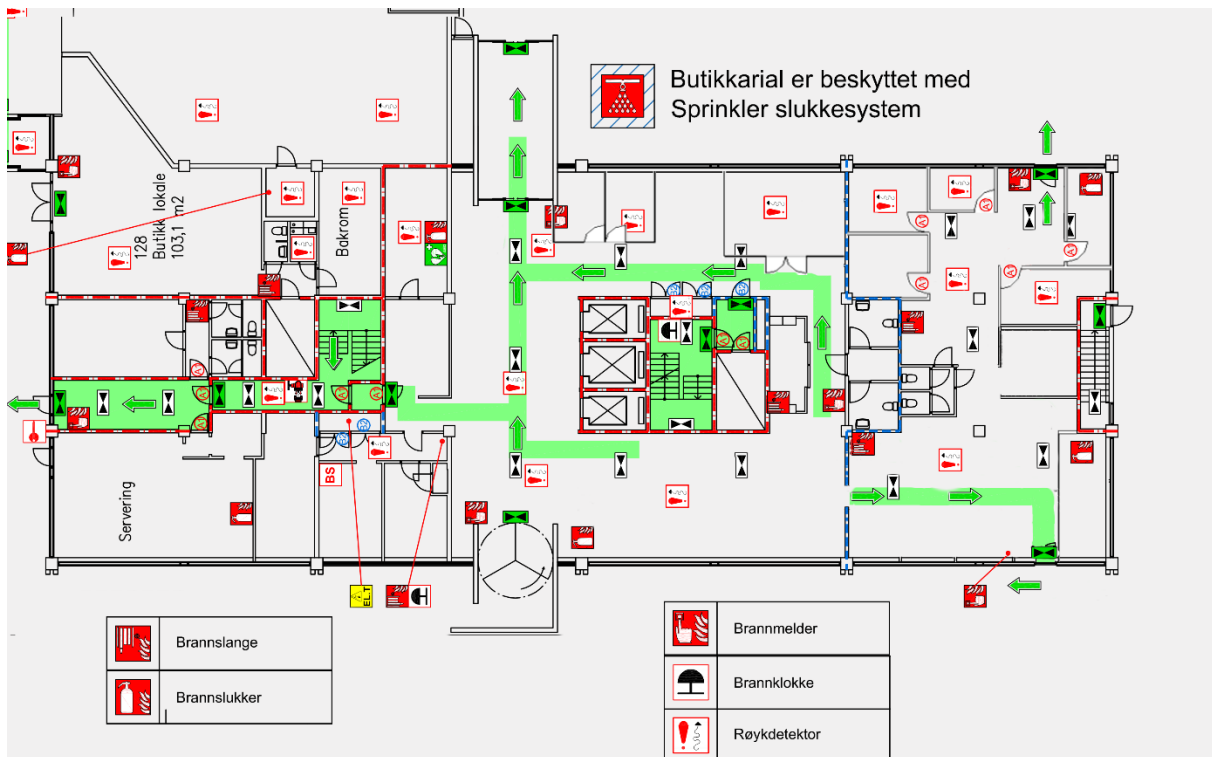 Butikkarial er beskyttet med
Sprinkler slukkesystem
128
Butikk lokale
103,1 m2
Bakrom
Servering
BS
ELT
Brannslange
Brannslukker
Brannmelder
Brannklokke
Røykdetektor